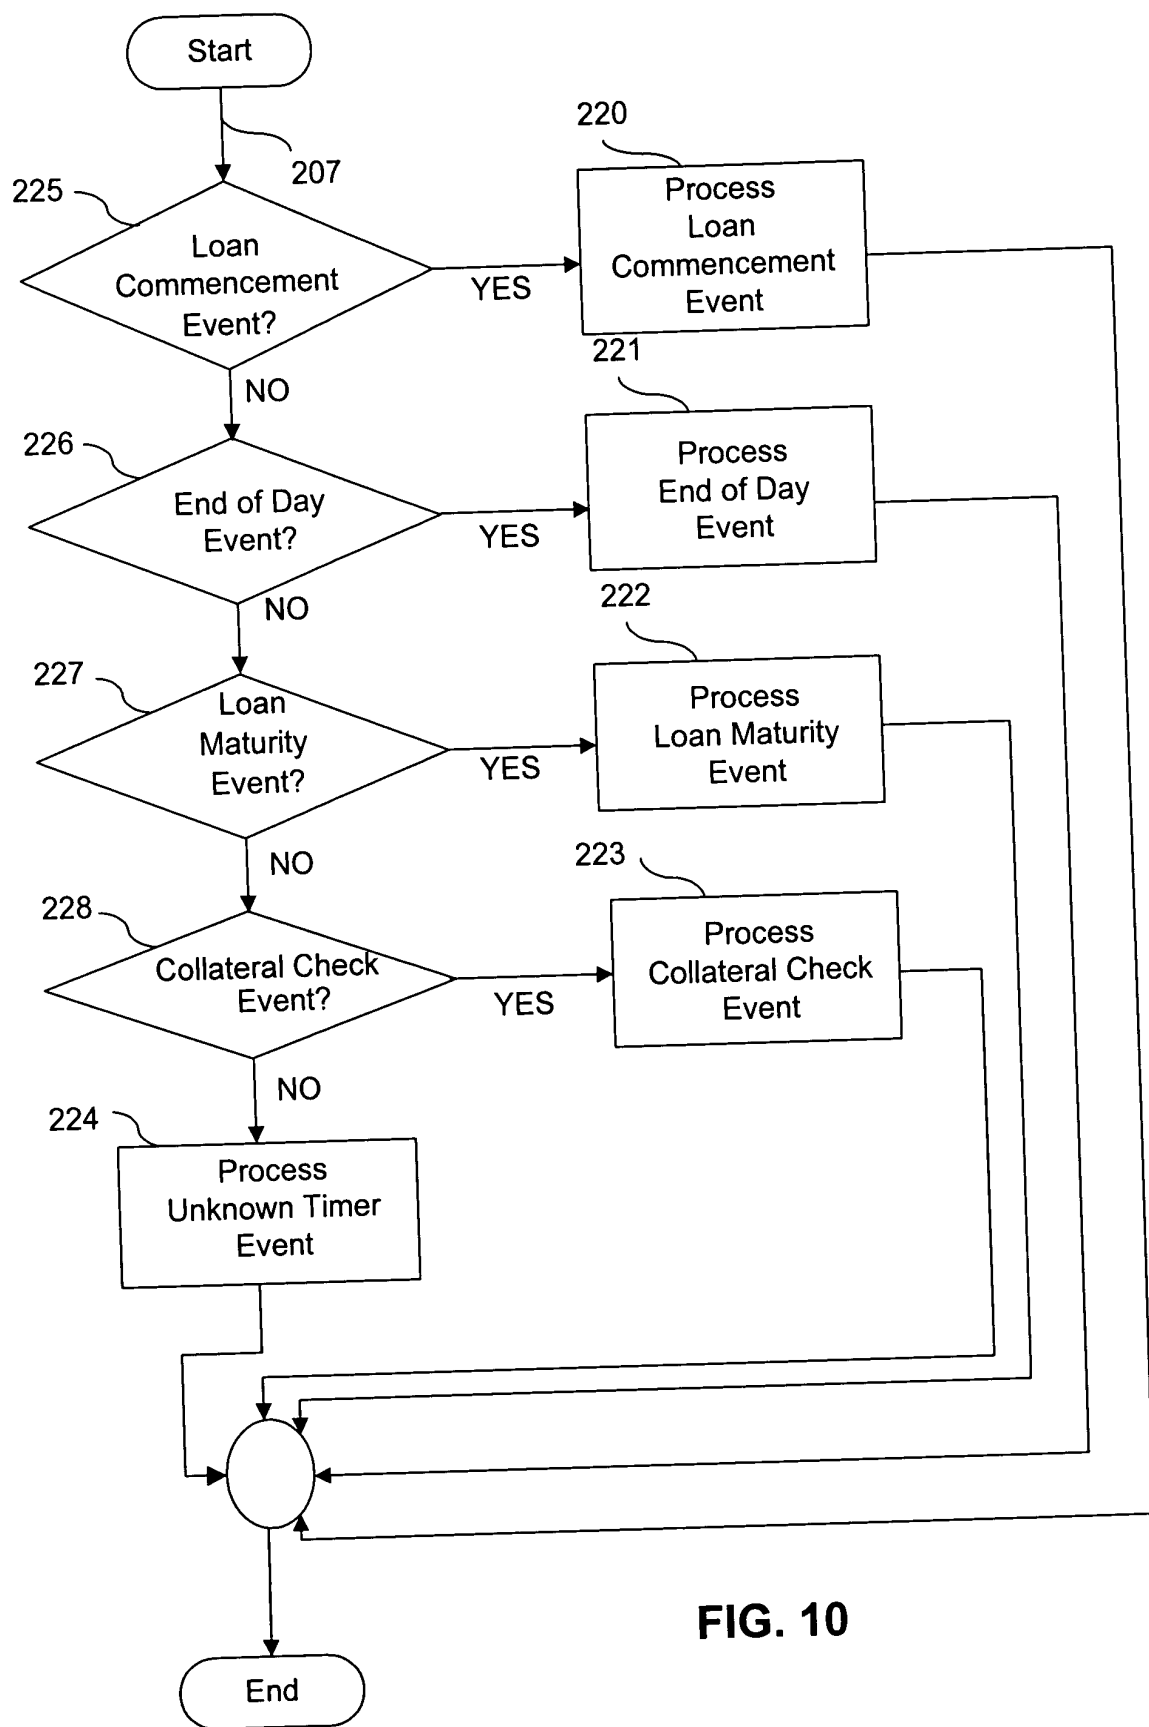 Start
207
225
Loan
Commencement
Event?
YES
220
Process
Loan
Commencement
Event
NO
226
End of Day
Event?
YES
221
Process
End of Day
Event
NO
227
Loan
Maturity
Event?
YES
222
Process
Loan Maturity
Event
NO
228
Collateral Check
Event?
YES
223
Process
Collateral Check
Event
NO
224
Process
Unknown Timer
Event
End
FIG. 10